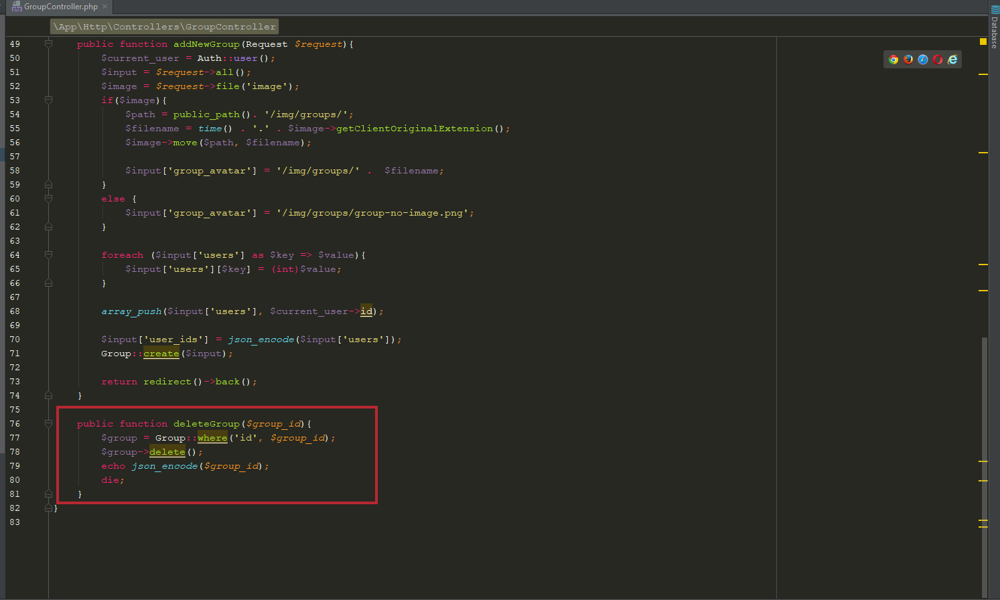 GroupController.php
\App\Http\Controllers\GroupController
Database
49 public function addNewGroup(Request $request){
50 $current_user = Auth::user();
51 $input = $request->all();
52 $image = $request->file('image');
53 if($image){
54 $path = public_path(). '/img/groups/';
55 $filename = time() . '.' . $image->getClientOriginalExtension();
56 $image->move($path, $filename);
57
58 $input['group_avatar'] = '/img/groups/' .  $filename;
59 }
60 else {
61 $input['group_avatar'] = '/img/groups/group-no-image.png';
62 }
63
64 foreach ($input['users'] as $key => $value){
65 $input['users'][$key] = (int)$value;
66 }
67
68 array_push($input['users'], $current_user->id);
69
70 $input['user_ids'] = json_encode($input['users']);
71 Group::create($input);
72
73 return redirect()->back();
74 }
75
76 public function deleteGroup($group_id){
77 $group = Group::where('id', $group_id);
78 $group->delete();
79 echo json_encode($group_id);
80 die;
81 }
82 }
83